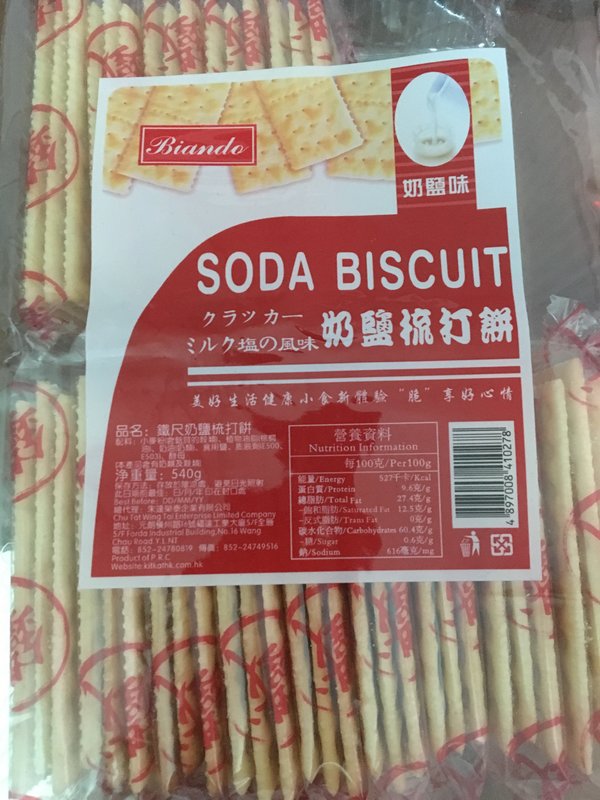 Biando
奶鹽味
SODA BISCUIT
クラッカー
ミルク塩の風味
奶鹽梳打餅
美好生活健康小食新體驗 "脆" 享好心情
品名: 鐵尺奶鹽梳打餅
淨重量: 540g
Best Before: DD/MM/YY
Chu Fat Wing Tai Enterprise Limited Company
5/F Forda Industrial Building,No.16 Wang
Chau Road Y.L NT
電話: 852-24780819 傳真: 852-24749516
Product of P.R.C
Website:kitkathk.com.hk
營養資料
Nutrition Information
每100克/Per100g
能量/Energy 527千卡/Kcal
蛋白質/Protein 9.6克/g
總脂肪/Total Fat 27.4克/g
-飽和脂肪/Saturated Fat 12.5克/g
-反式脂肪/Trans Fat 0克/g
碳水化合物/Carbohydrates 60.4克/g
-糖/Sugar 0.6克/g
鈉/Sodium 616毫克/mg
4 897008 410278